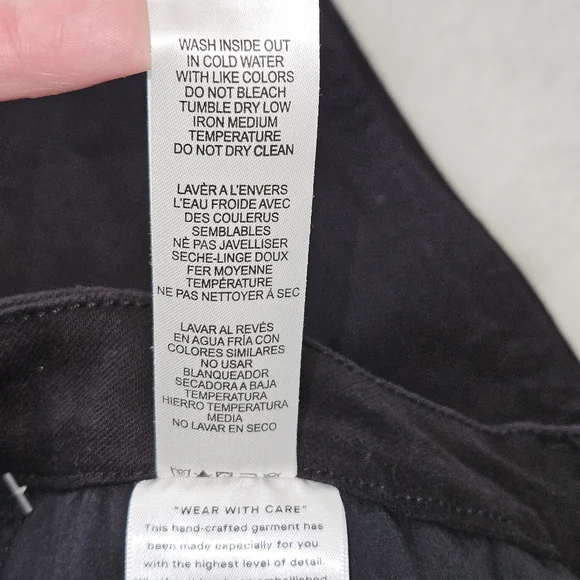 WASH INSIDE OUT
IN COLD WATER
WITH LIKE COLORS
DO NOT BLEACH
TUMBLE DRY LOW
IRON MEDIUM
TEMPERATURE
DO NOT DRY CLEAN
LAVÈR A L'ENVERS
L'EAU FROIDE AVEC
DES COULERUS
SEMBLABLES
NÈ PAS JAVELLISER
SECHE-LINGE DOUX
FER MOYENNE
TEMPÉRATURE
NE PAS NETTOYER À SEC
LAVAR AL REVÉS
EN AGUA FRÍA CON
COLORES SIMILARES
NO USAR
BLANQUEADOR
SECADORA A BAJA
TEMPERATURA
HIERRO TEMPERATURA
MEDIA
NO LAVAR EN SECO
"WEAR WITH CARE"
This hand-crafted garment has
been made especially for you
with the highest level of detail.